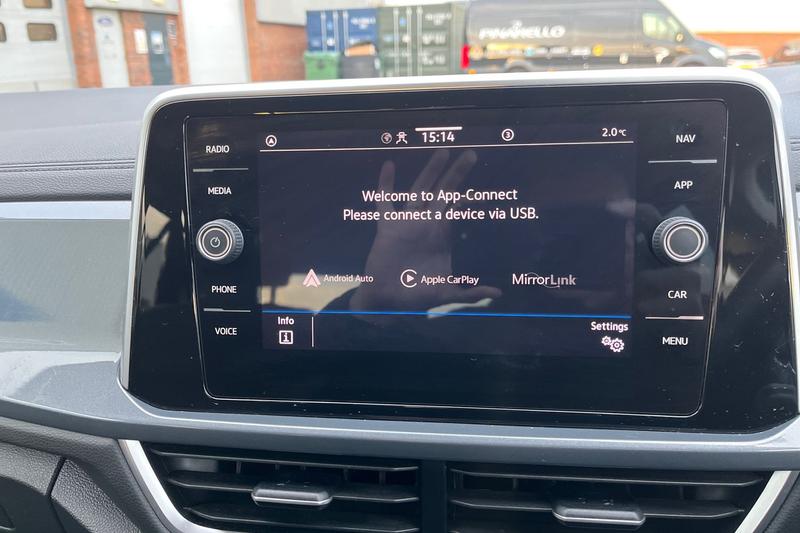 PINARELLO
RADIO
MEDIA
PHONE
VOICE
15:14
3
2.0 °C
Welcome to App-Connect
Please connect a device via USB.
Android Auto
Apple CarPlay
MirrorLink
Info
Settings
NAV
APP
CAR
MENU